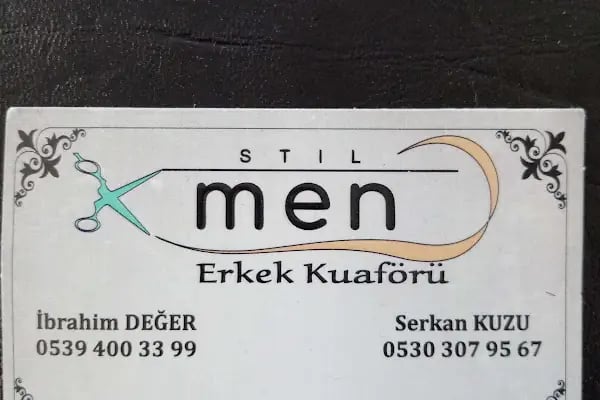 STIL
men
Erkek Kuaförü
İbrahim DEĞER
0539 400 33 99
Serkan KUZU
0530 307 95 67